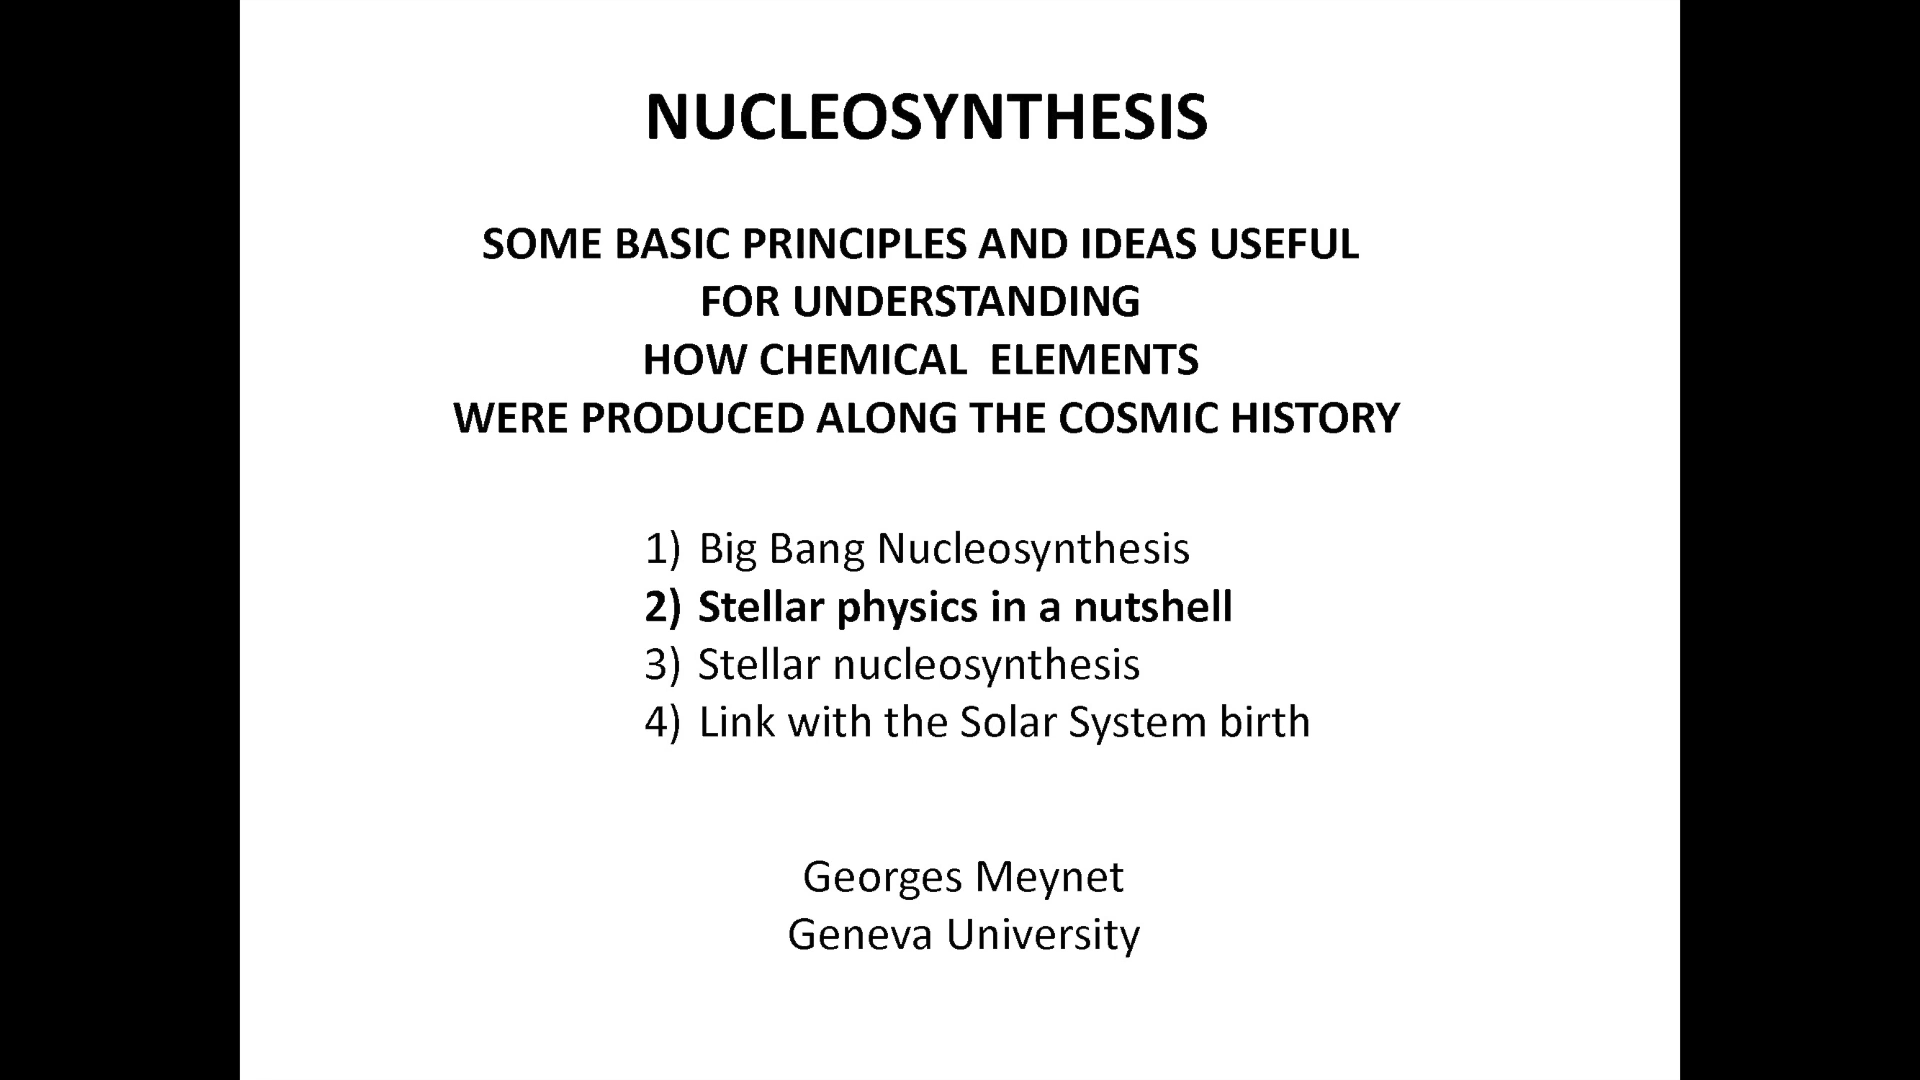 NUCLEOSYNTHESIS
SOME BASIC PRINCIPLES AND IDEAS USEFUL
FOR UNDERSTANDING
HOW CHEMICAL ELEMENTS
WERE PRODUCED ALONG THE COSMIC HISTORY
1) Big Bang Nucleosynthesis
2) Stellar physics in a nutshell
3) Stellar nucleosynthesis
4) Link with the Solar System birth
Georges Meynet
Geneva University